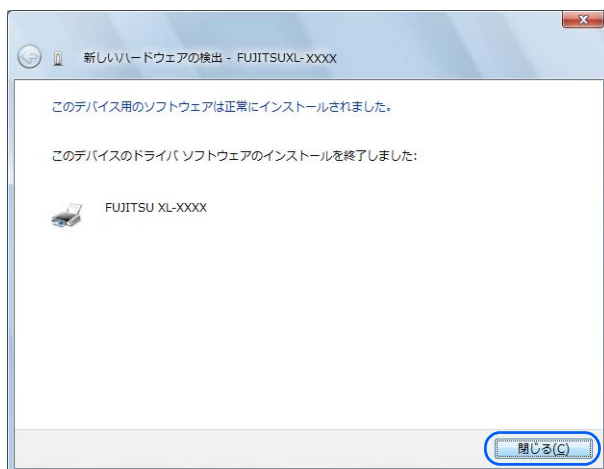 新しいハードウェアの検出 - FUJITSUXL-XXXX
このデバイス用のソフトウェアは正常にインストールされました。
このデバイスのドライバ ソフトウェアのインストールを終了しました:
FUJITSU XL-XXXX
閉じる(C)